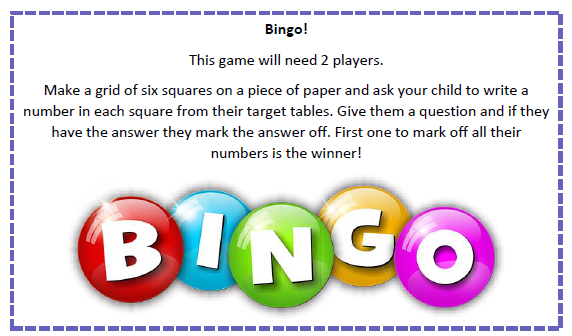 Bingo!
This game will need 2 players.
Make a grid of six squares on a piece of paper and ask your child to write a
number in each square from their target tables. Give them a question and if they
have the answer they mark the answer off. First one to mark off all their
numbers is the winner!
BINGO